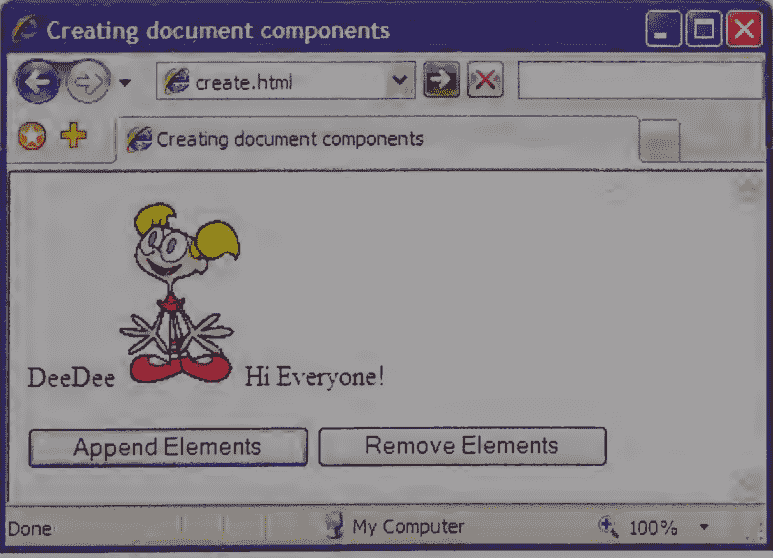 Creating document components
create.html
Creating document components
DeeDee Hi Everyone!
Append Elements Remove Elements
Done My Computer 100%